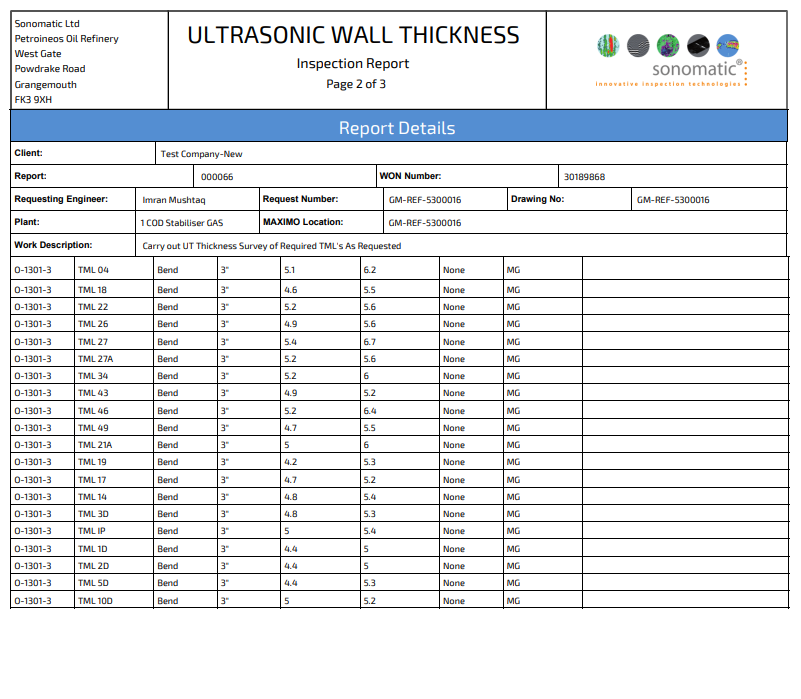 Sonomatic Ltd
Petroineos Oil Refinery
West Gate
Powdrake Road
Grangemouth
FK3 9XH
ULTRASONIC WALL THICKNESS
Inspection Report
Page 2 of 3
sonomatic®
innovative inspection technologies
Report Details
Client: Test Company-New
Report: 000066 WON Number: 30189868
Requesting Engineer: Imran Mushtaq Request Number: GM-REF-5300016 Drawing No: GM-REF-5300016
Plant: 1 COD Stabiliser GAS MAXIMO Location: GM-REF-5300016
Work Description: Carry out UT Thickness Survey of Required TML's As Requested
O-1301-3 TML 04 Bend 3" 5.1 6.2 None MG
O-1301-3 TML 18 Bend 3" 4.6 5.5 None MG
O-1301-3 TML 22 Bend 3" 5.2 5.6 None MG
O-1301-3 TML 26 Bend 3" 4.9 5.6 None MG
O-1301-3 TML 27 Bend 3" 5.4 6.7 None MG
O-1301-3 TML 27A Bend 3" 5.2 5.6 None MG
O-1301-3 TML 34 Bend 3" 5.2 6 None MG
O-1301-3 TML 43 Bend 3" 4.9 5.2 None MG
O-1301-3 TML 46 Bend 3" 5.2 6.4 None MG
O-1301-3 TML 49 Bend 3" 4.7 5.5 None MG
O-1301-3 TML 21A Bend 3" 5 6 None MG
O-1301-3 TML 19 Bend 3" 4.2 5.3 None MG
O-1301-3 TML 17 Bend 3" 4.7 5.2 None MG
O-1301-3 TML 14 Bend 3" 4.8 5.4 None MG
O-1301-3 TML 3D Bend 3" 4.8 5.3 None MG
O-1301-3 TML IP Bend 3" 5 5.4 None MG
O-1301-3 TML 1D Bend 3" 4.4 5 None MG
O-1301-3 TML 2D Bend 3" 4.4 5 None MG
O-1301-3 TML 5D Bend 3" 4.4 5.3 None MG
O-1301-3 TML 10D Bend 3" 5 5.2 None MG